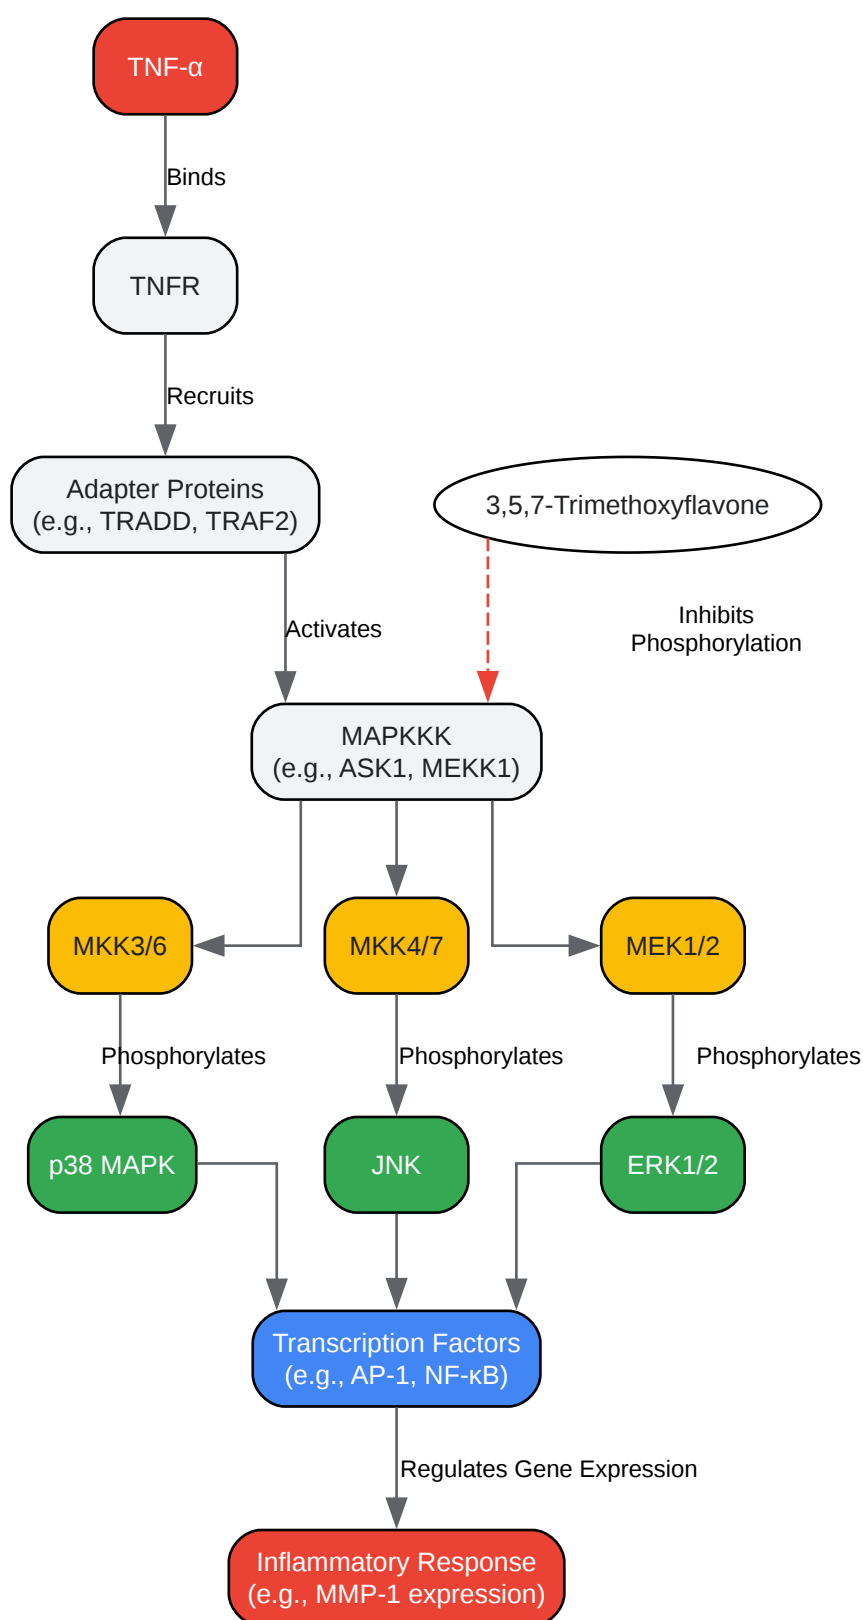 TNF-α
Binds
TNFR
Recruits
Adapter Proteins
(e.g., TRADD, TRAF2)
3,5,7-Trimethoxyflavone
Activates
Inhibits
Phosphorylation
MAPKKK
(e.g., ASK1, MEKK1)
MKK3/6
MKK4/7
MEK1/2
Phosphorylates
Phosphorylates
Phosphorylates
p38 MAPK
JNK
ERK1/2
Transcription Factors
(e.g., AP-1, NF-κB)
Regulates Gene Expression
Inflammatory Response
(e.g., MMP-1 expression)